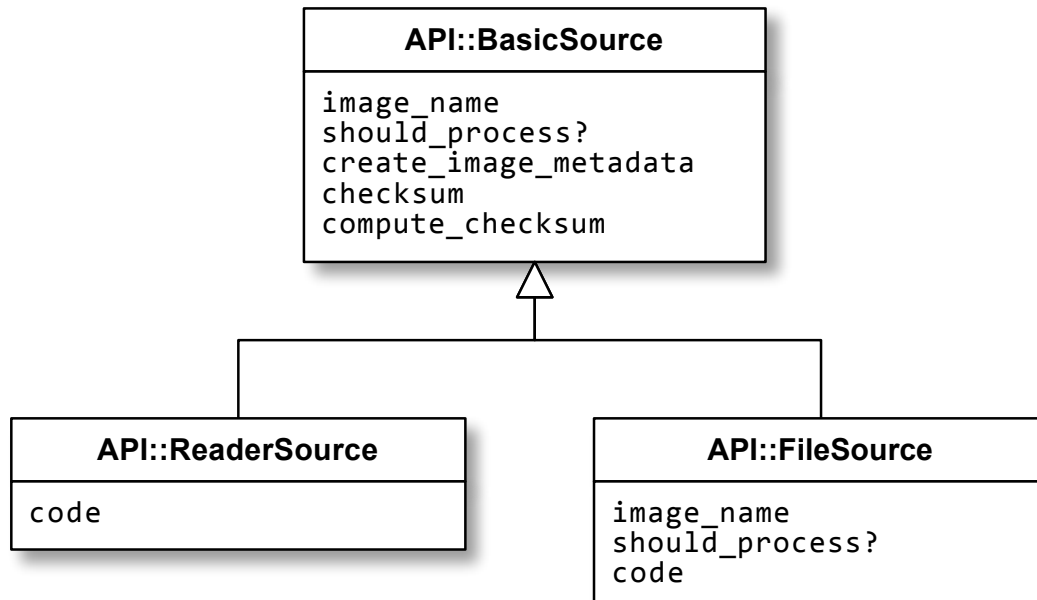 API::BasicSource
image_name
should_process?
create_image_metadata
checksum
compute_checksum
API::ReaderSource
code
API::FileSource
image_name
should_process?
code